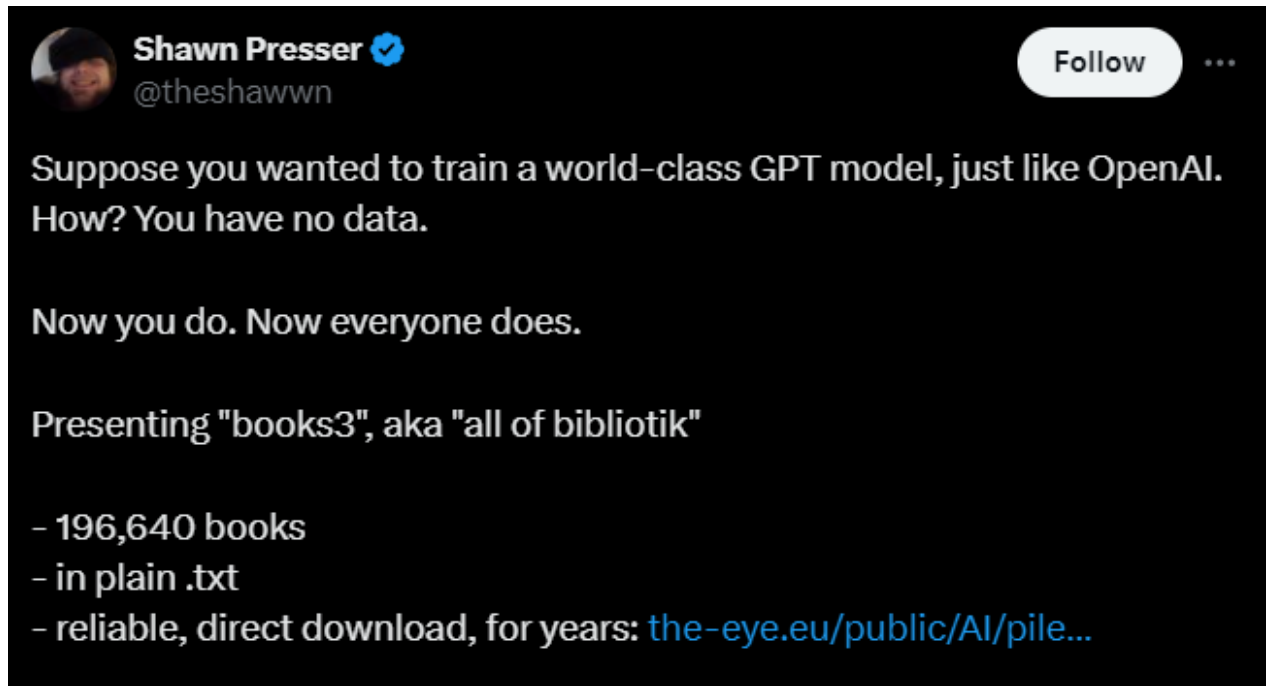 Shawn Presser
@theshawwn
Follow
Suppose you wanted to train a world-class GPT model, just like OpenAI.
How? You have no data.
Now you do. Now everyone does.
Presenting "books3", aka "all of bibliotik"
- 196,640 books
- in plain .txt
- reliable, direct download, for years: the-eye.eu/public/AI/pile...